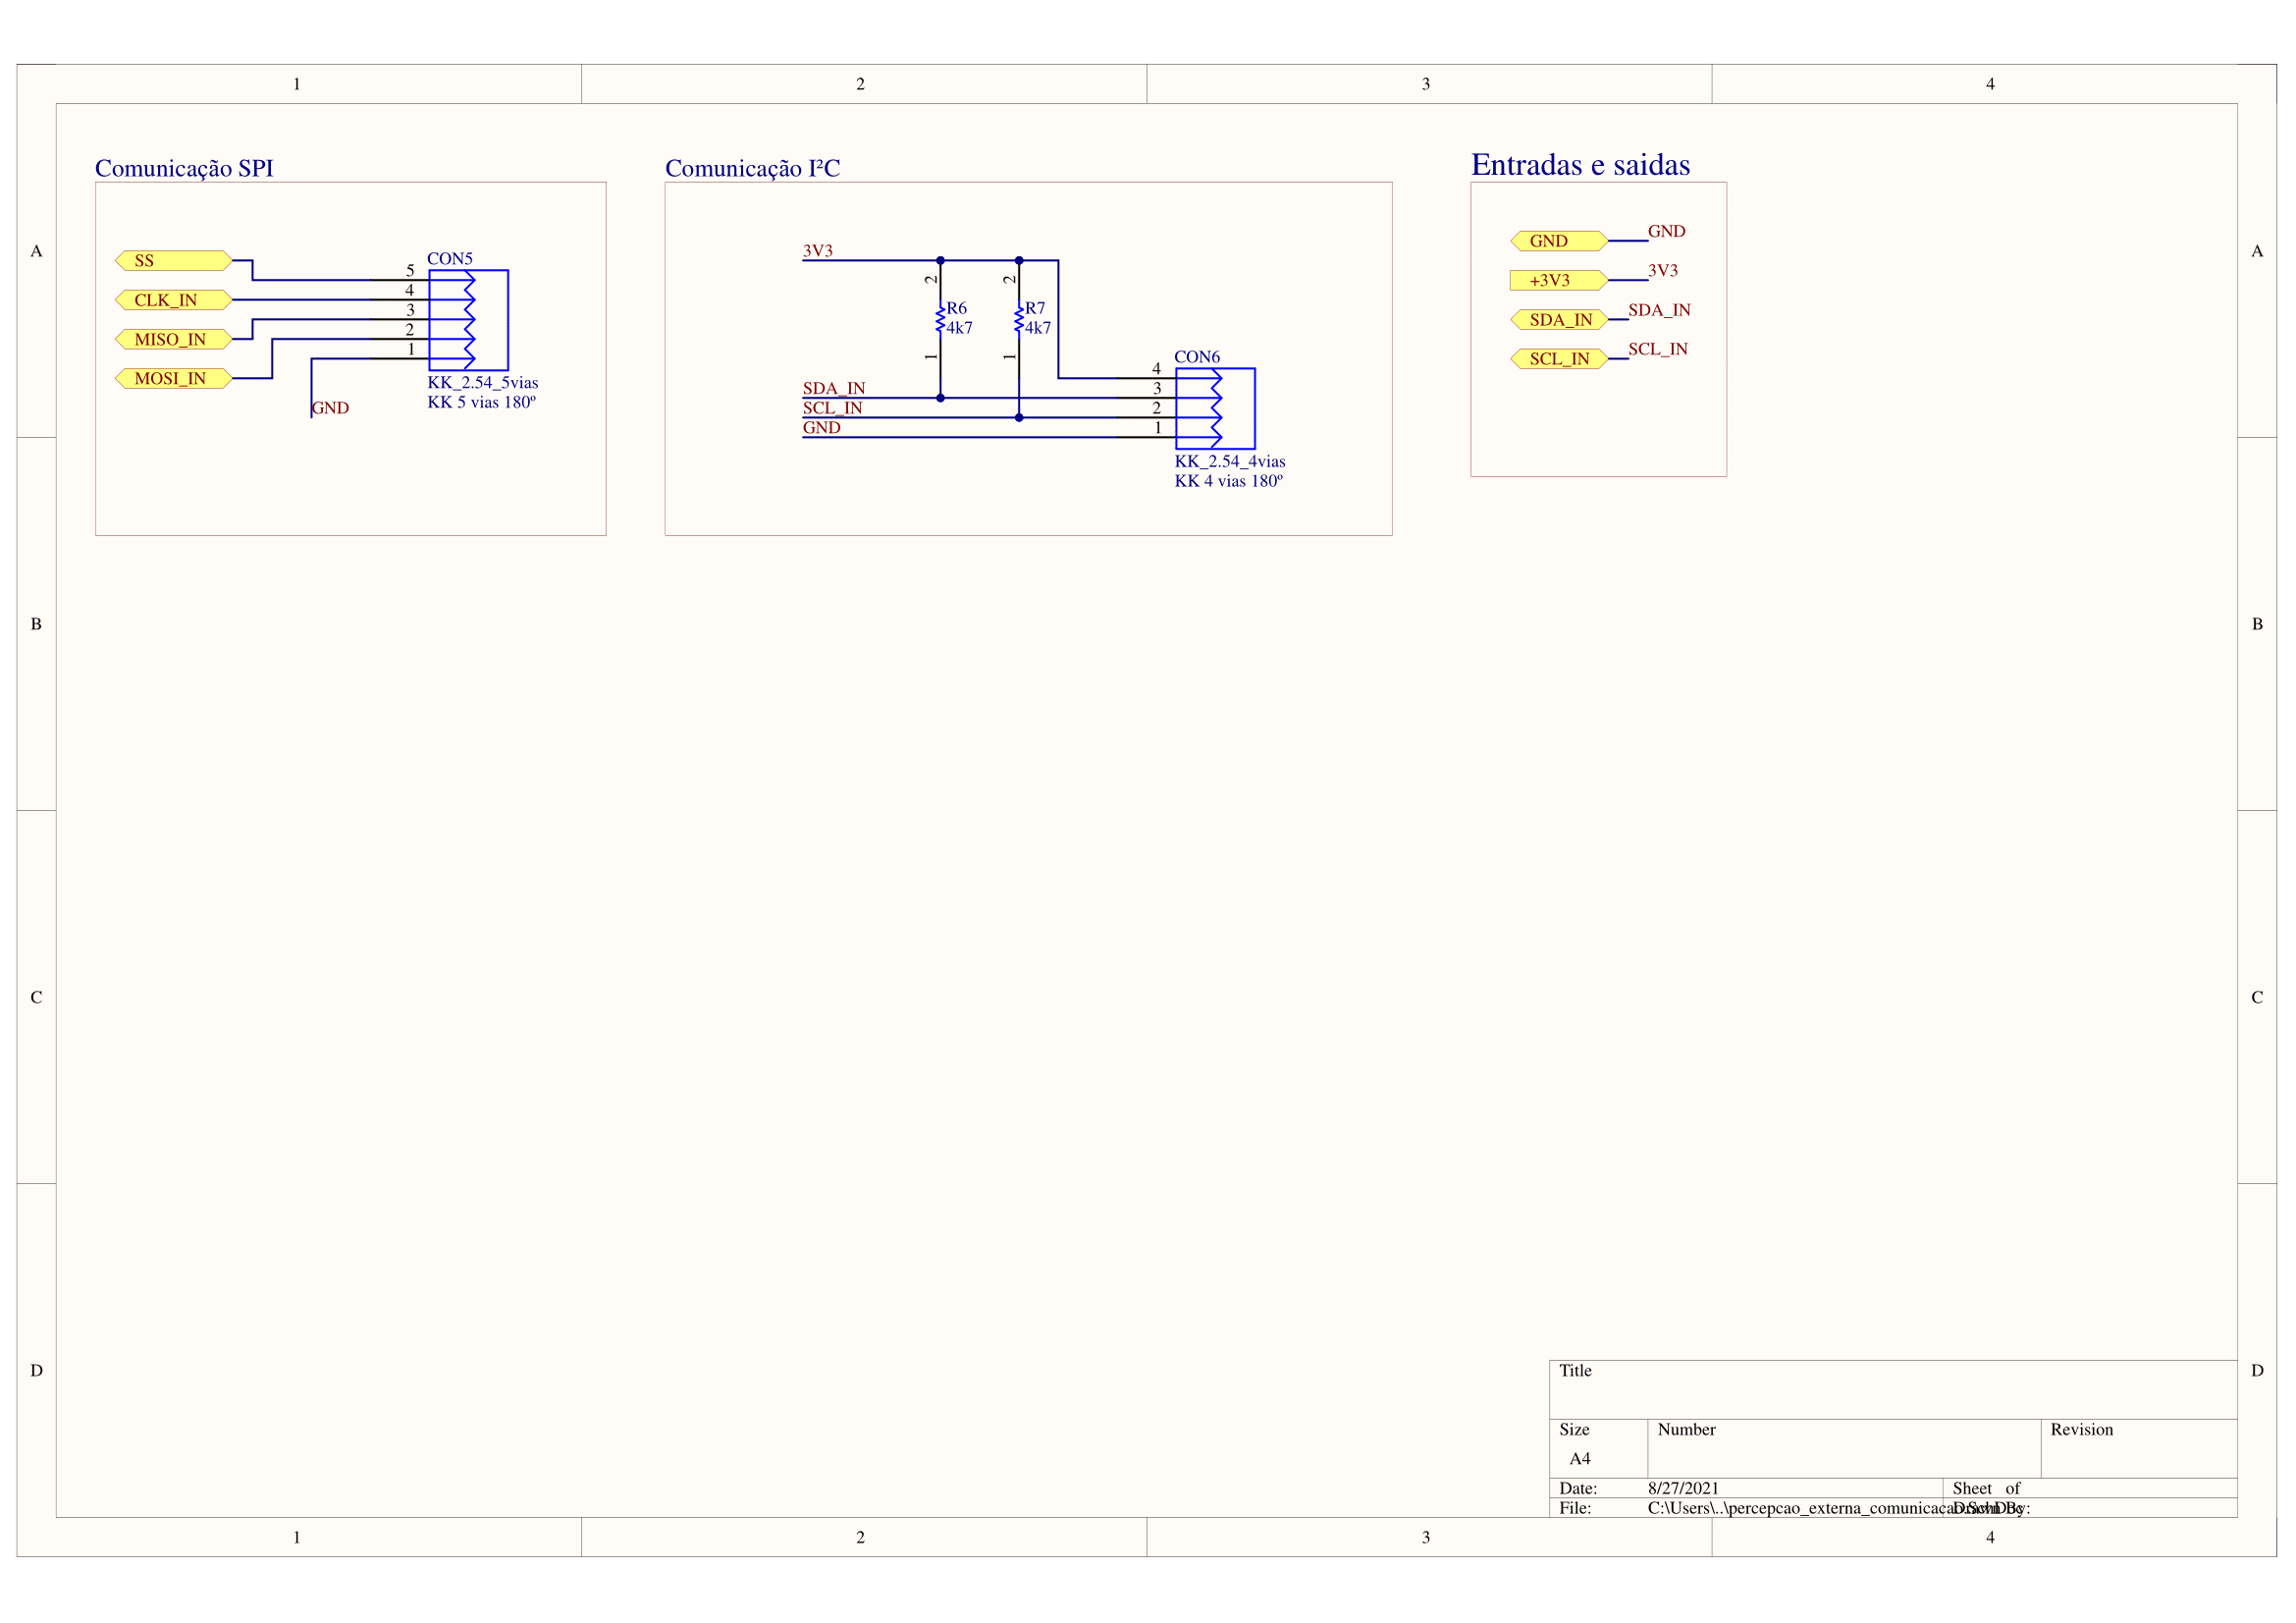 1 2 3 4
A A
B B
C C
D D
Comunicação SPI
SS
CLK_IN
MISO_IN
MOSI_IN
GND
5
4
3
2
1
CON5
KK_2.54_5vias
KK 5 vias 180º
Comunicação I²C
3V3
2 2
R6
4k7
R7
4k7
1 1
SDA_IN
SCL_IN
GND
4
3
2
1
CON6
KK_2.54_4vias
KK 4 vias 180º
Entradas e saidas
GND GND
+3V3 3V3
SDA_IN SDA_IN
SCL_IN SCL_IN
Title
Size Number Revision
A4
Date: 8/27/2021 Sheet of
File: C:\Users\..\percepcao_externa_comunicacao.SchDoc Drawn By:
1 2 3 4